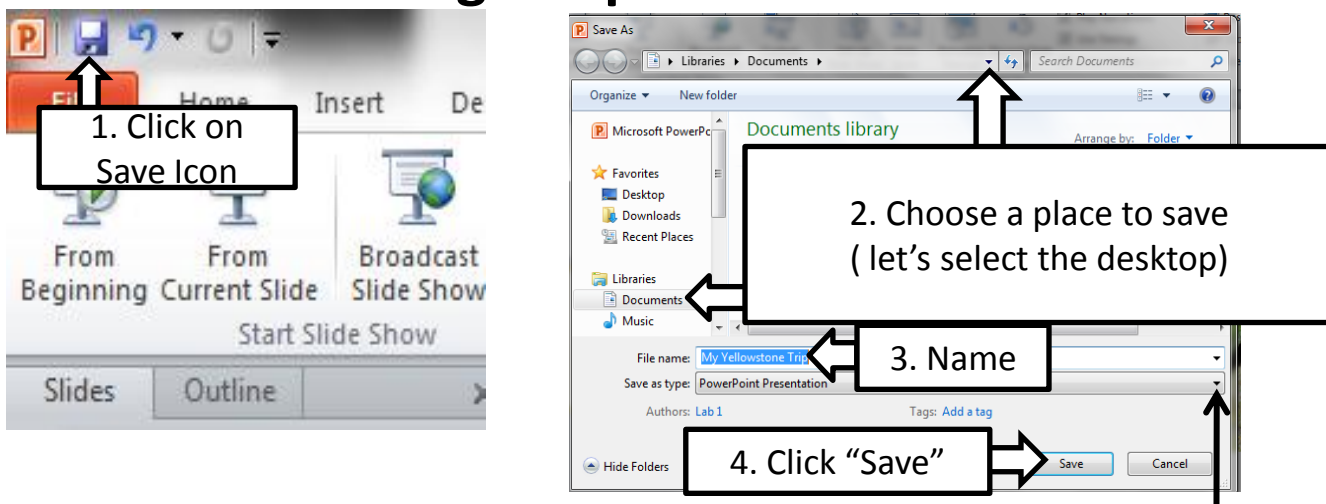 Save As
Libraries Documents
Search Documents
File Home Insert De
1. Click on
Save Icon
Organize New folder
Microsoft PowerPc
Documents library
Arrange by: Folder
Favorites
Desktop
Downloads
Recent Places
2. Choose a place to save
( let's select the desktop)
From
Beginning
From
Current Slide
Broadcast
Slide Show
Start Slide Show
Libraries
Documents
Music
Slides Outline
File name: My Yellowstone Trip
3. Name
Save as type: PowerPoint Presentation
Authors: Lab 1 Tags: Add a tag
4. Click “Save”
Hide Folders
Save Cancel